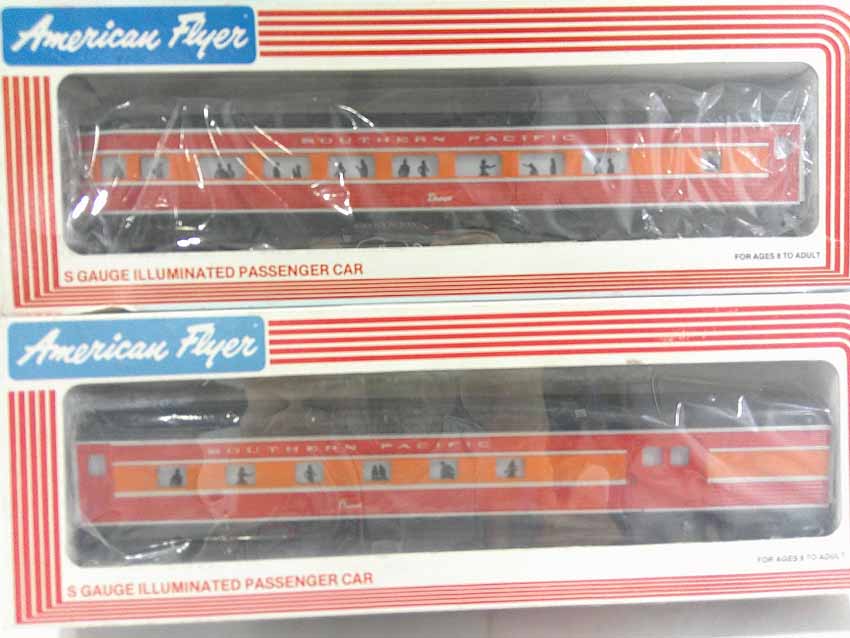 American Flyer
SOUTHERN PACIFIC
FOR AGES 8 TO ADULT
S GAUGE ILLUMINATED PASSENGER CAR
American Flyer
SOUTHERN PACIFIC
FOR AGES 8 TO ADULT
S GAUGE ILLUMINATED PASSENGER CAR